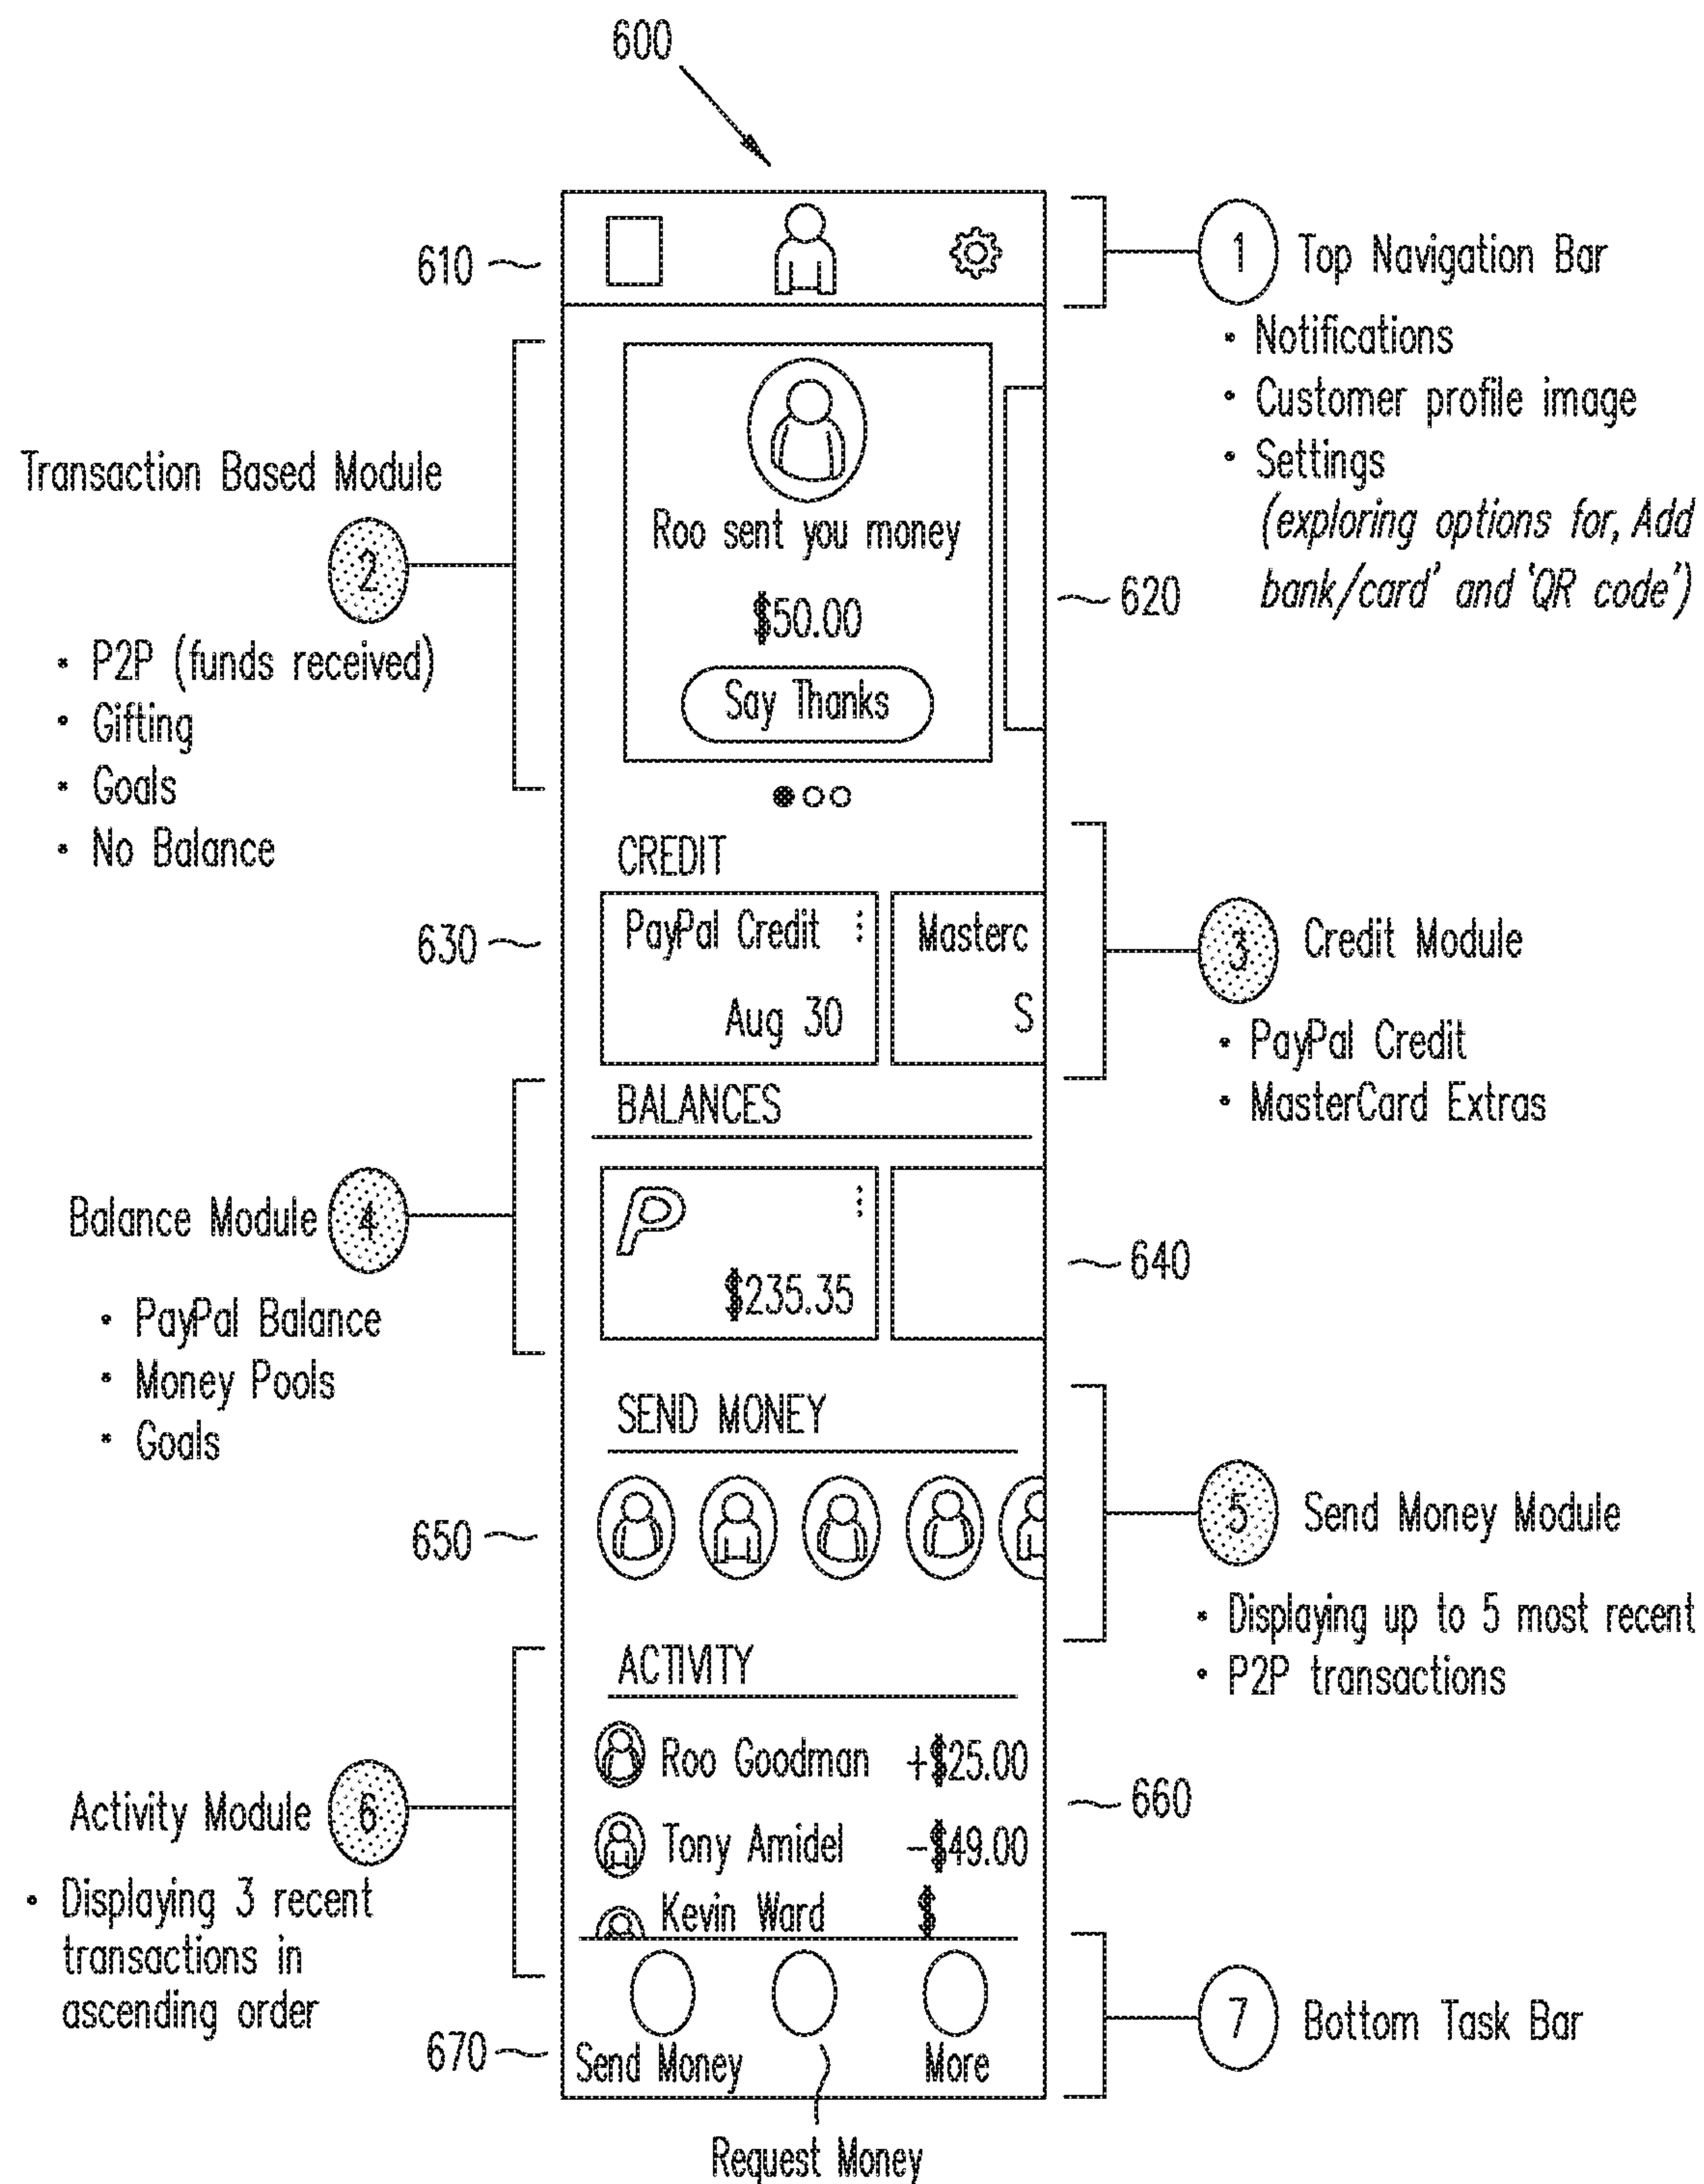 600
610
1 Top Navigation Bar
• Notifications
• Customer profile image
• Settings
(exploring options for, Add
bank/card' and 'QR code')
Transaction Based Module
2
• P2P (funds received)
• Gifting
• Goals
• No Balance
Roo sent you money
$50.00
Say Thanks
620
CREDIT
630
PayPal Credit
Aug 30
Masterc
S
3 Credit Module
• PayPal Credit
• MasterCard Extras
BALANCES
Balance Module 4
• PayPal Balance
• Money Pools
• Goals
P
$235.35
640
SEND MONEY
650
5 Send Money Module
• Displaying up to 5 most recent
• P2P transactions
ACTIVITY
Roo Goodman +$25.00
Tony Amidel -$49.00
Kevin Ward $
660
Activity Module 6
• Displaying 3 recent
transactions in
ascending order
670
Send Money
More
Request Money
7 Bottom Task Bar